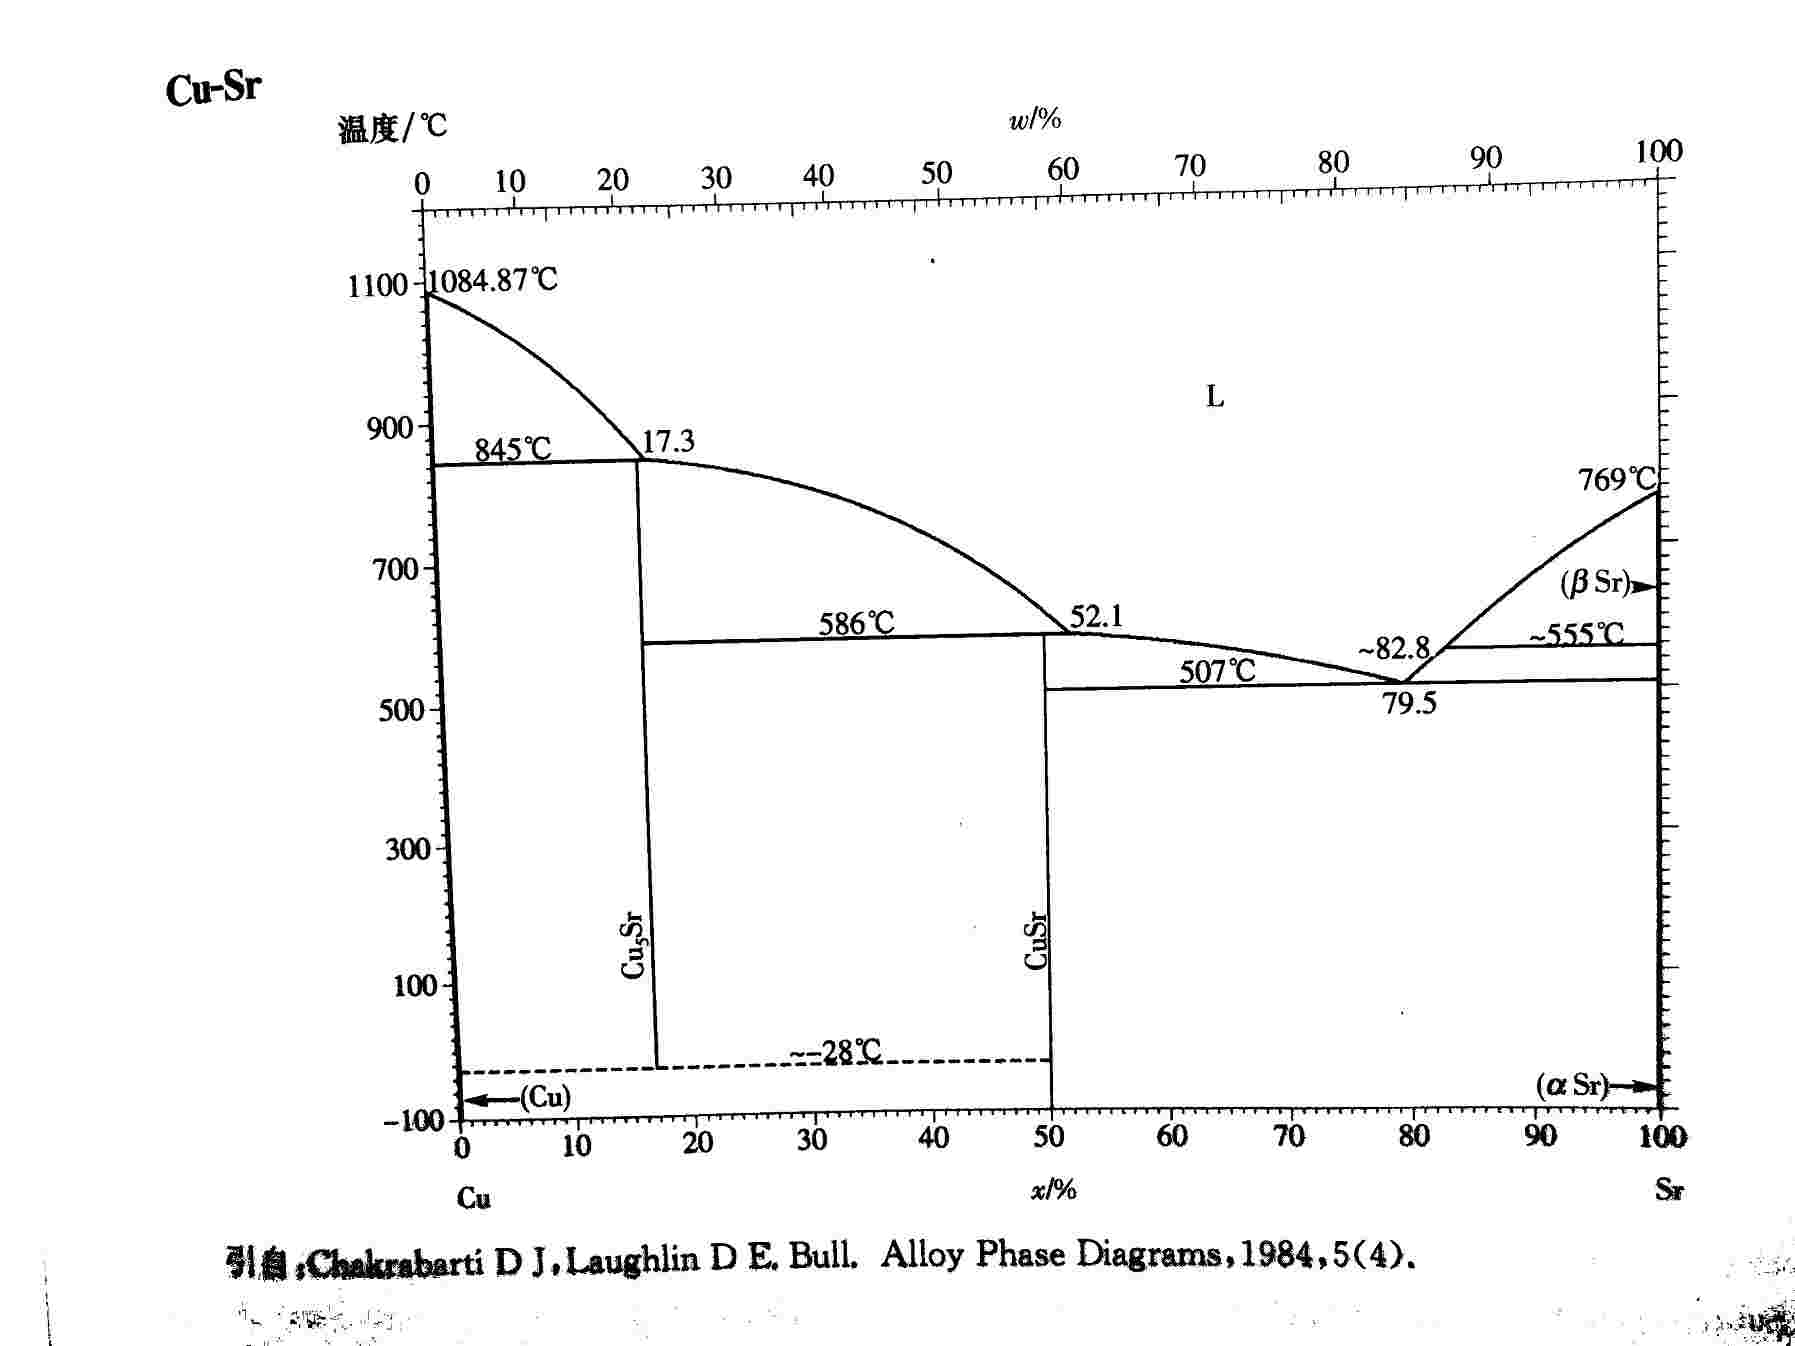 Cu-Sr
温度/℃
w/%
0 10 20 30 40 50 60 70 80 90 100
1100
1084.87℃
L
900
845℃
17.3
769℃
700
(β Sr)
586℃
52.1
~82.8
~555℃
507℃
79.5
500
300
Cu₅Sr
CuSr
100
~−28℃
(Cu)
(α Sr)
−100
0 10 20 30 40 50 60 70 80 90 100
Cu
x/%
Sr
引自:Chakrabarti D J, Laughlin D E. Bull. Alloy Phase Diagrams, 1984, 5(4).